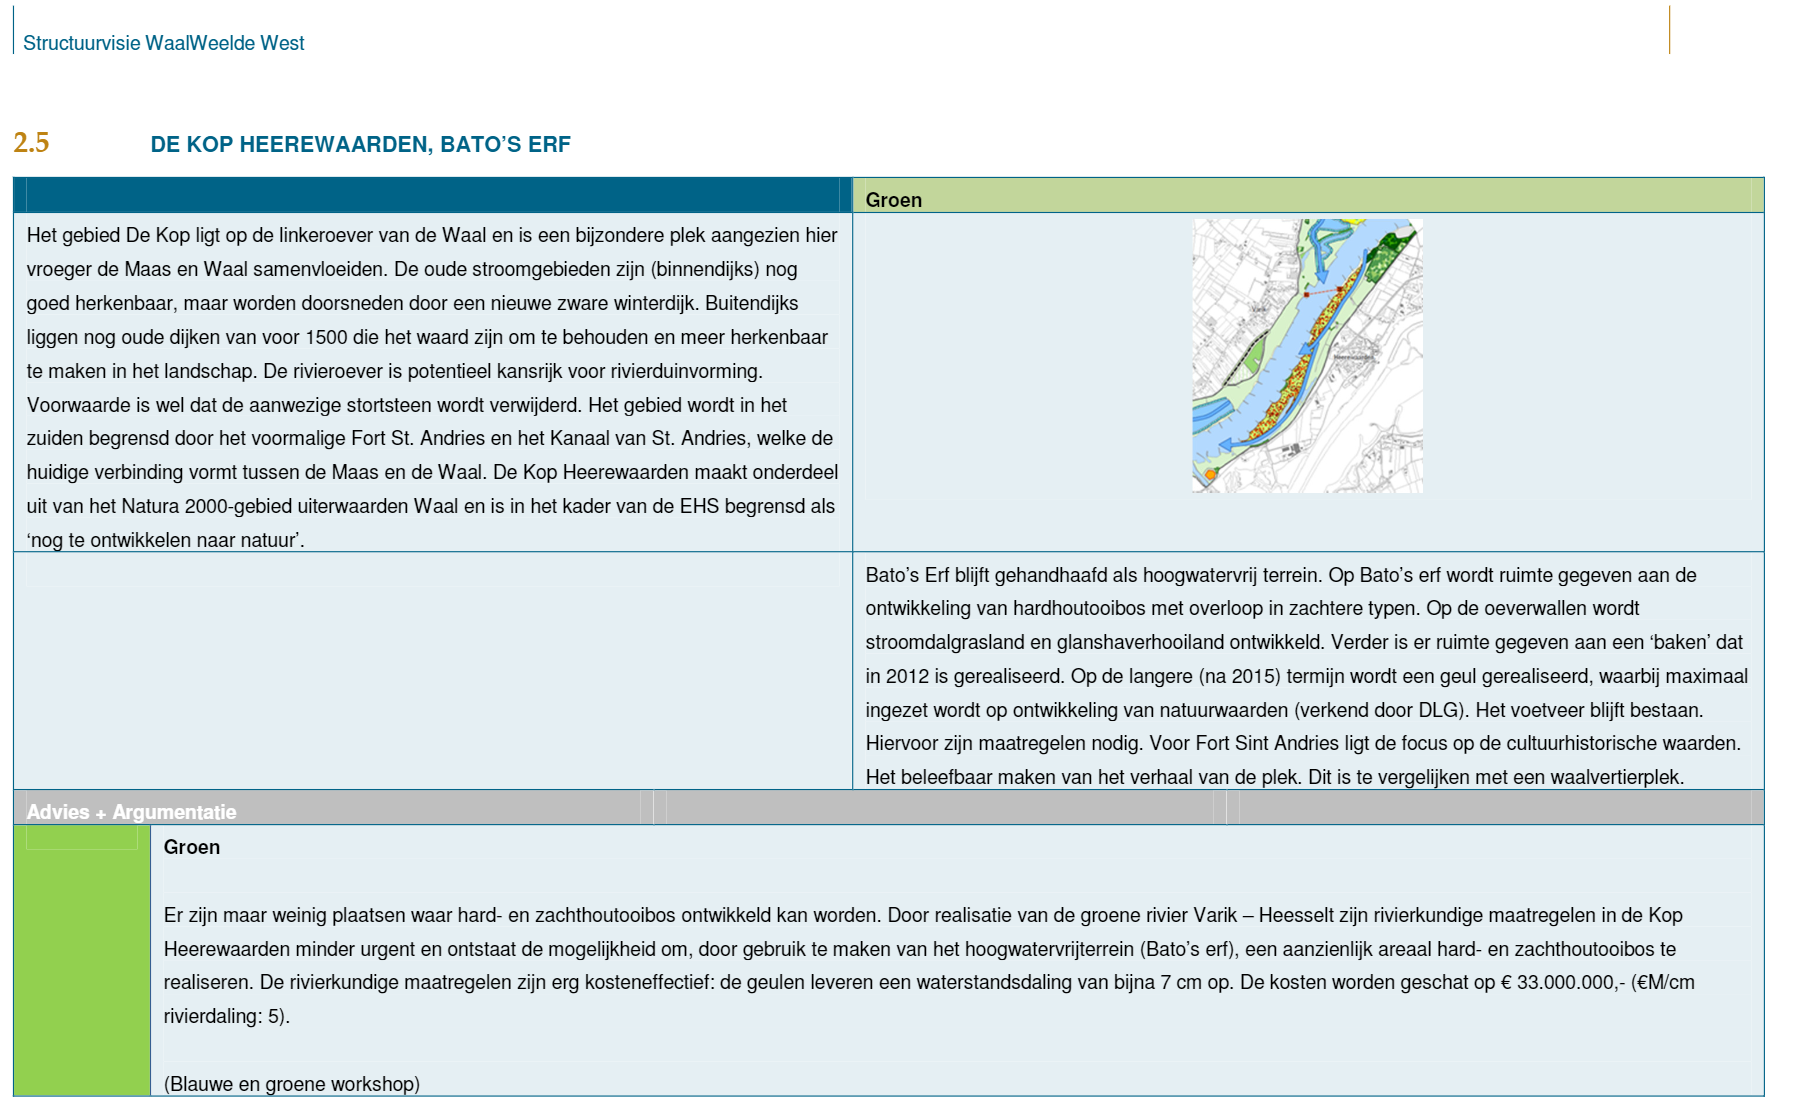 Structuurvisie WaalWeelde West
2.5 DE KOP HEEREWAARDEN, BATO’S ERF
Groen
Het gebied De Kop ligt op de linkeroever van de Waal en is een bijzondere plek aangezien hier
vroeger de Maas en Waal samenvloeiden. De oude stroomgebieden zijn (binnendijks) nog
goed herkenbaar, maar worden doorsneden door een nieuwe zware winterdijk. Buitendijks
liggen nog oude dijken van voor 1500 die het waard zijn om te behouden en meer herkenbaar
te maken in het landschap. De rivieroever is potentieel kansrijk voor rivierduinvorming.
Voorwaarde is wel dat de aanwezige stortsteen wordt verwijderd. Het gebied wordt in het
zuiden begrensd door het voormalige Fort St. Andries en het Kanaal van St. Andries, welke de
huidige verbinding vormt tussen de Maas en de Waal. De Kop Heerewaarden maakt onderdeel
uit van het Natura 2000-gebied uiterwaarden Waal en is in het kader van de EHS begrensd als
‘nog te ontwikkelen naar natuur’.
Varik
Heerewaarden
Bato’s Erf blijft gehandhaafd als hoogwatervrij terrein. Op Bato’s erf wordt ruimte gegeven aan de
ontwikkeling van hardhoutooibos met overloop in zachtere typen. Op de oeverwallen wordt
stroomdalgrasland en glanshaverhooiland ontwikkeld. Verder is er ruimte gegeven aan een ‘baken’ dat
in 2012 is gerealiseerd. Op de langere (na 2015) termijn wordt een geul gerealiseerd, waarbij maximaal
ingezet wordt op ontwikkeling van natuurwaarden (verkend door DLG). Het voetveer blijft bestaan.
Hiervoor zijn maatregelen nodig. Voor Fort Sint Andries ligt de focus op de cultuurhistorische waarden.
Het beleefbaar maken van het verhaal van de plek. Dit is te vergelijken met een waalvertierplek.
Advies + Argumentatie
Groen
Er zijn maar weinig plaatsen waar hard- en zachthoutooibos ontwikkeld kan worden. Door realisatie van de groene rivier Varik – Heesselt zijn rivierkundige maatregelen in de Kop
Heerewaarden minder urgent en ontstaat de mogelijkheid om, door gebruik te maken van het hoogwatervrijterrein (Bato’s erf), een aanzienlijk areaal hard- en zachthoutooibos te
realiseren. De rivierkundige maatregelen zijn erg kosteneffectief: de geulen leveren een waterstandsdaling van bijna 7 cm op. De kosten worden geschat op € 33.000.000,- (€M/cm
rivierdaling: 5).
(Blauwe en groene workshop)